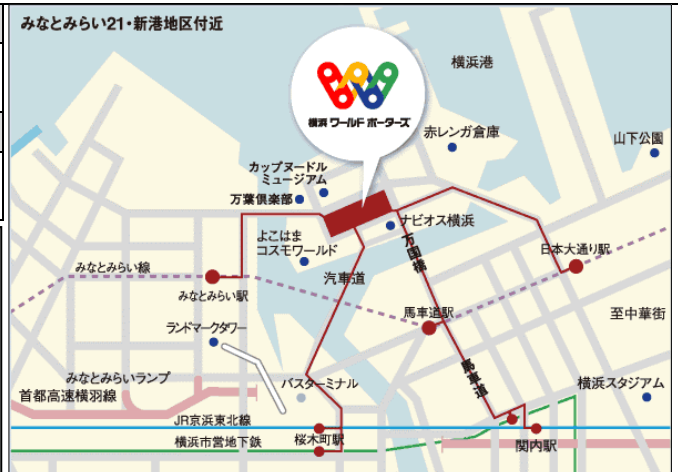 みなとみらい21・新港地区付近
横浜 ワールド ポーターズ
横浜港
赤レンガ倉庫
山下公園
カップヌードル
ミュージアム
万葉倶楽部
ナビオス横浜
よこはま
コスモワールド
万国橋
日本大通り駅
みなとみらい線
汽車道
みなとみらい駅
馬車道駅
至中華街
ランドマークタワー
馬車道
みなとみらいランプ
バスターミナル
横浜スタジアム
首都高速横羽線
JR京浜東北線
横浜市営地下鉄
桜木町駅
関内駅